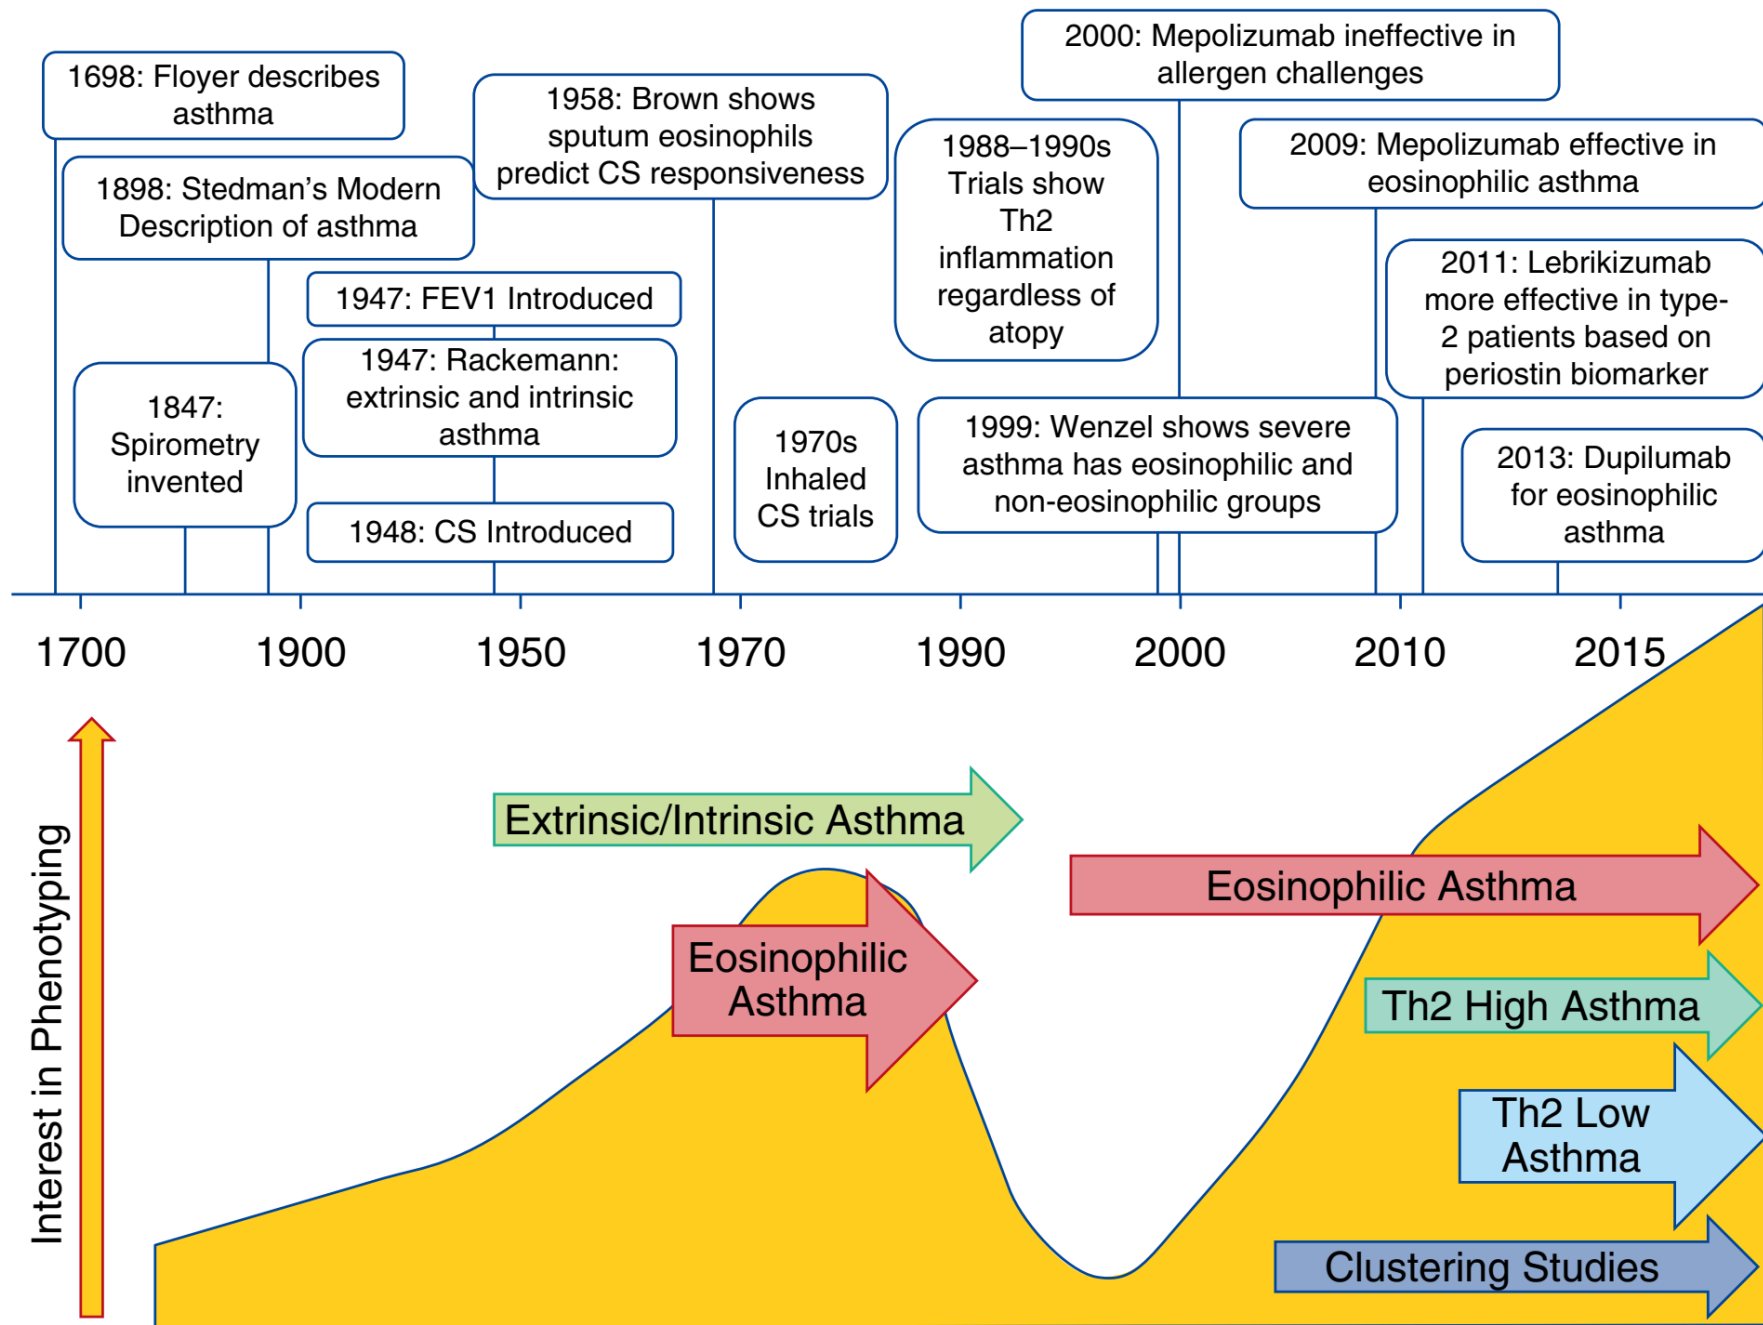 1698: Floyer describes
asthma
1898: Stedman's Modern
Description of asthma
1847:
Spirometry
invented
1947: FEV1 Introduced
1947: Rackemann:
extrinsic and intrinsic
asthma
1948: CS Introduced
1958: Brown shows
sputum eosinophils
predict CS responsiveness
1970s
Inhaled
CS trials
1988–1990s
Trials show
Th2
inflammation
regardless of
atopy
1999: Wenzel shows severe
asthma has eosinophilic and
non-eosinophilic groups
2000: Mepolizumab ineffective in
allergen challenges
2009: Mepolizumab effective in
eosinophilic asthma
2011: Lebrikizumab
more effective in type-
2 patients based on
periostin biomarker
2013: Dupilumab
for eosinophilic
asthma
1700 1900 1950 1970 1990 2000 2010 2015
Interest in Phenotyping
Extrinsic/Intrinsic Asthma
Eosinophilic
Asthma
Eosinophilic Asthma
Th2 High Asthma
Th2 Low
Asthma
Clustering Studies